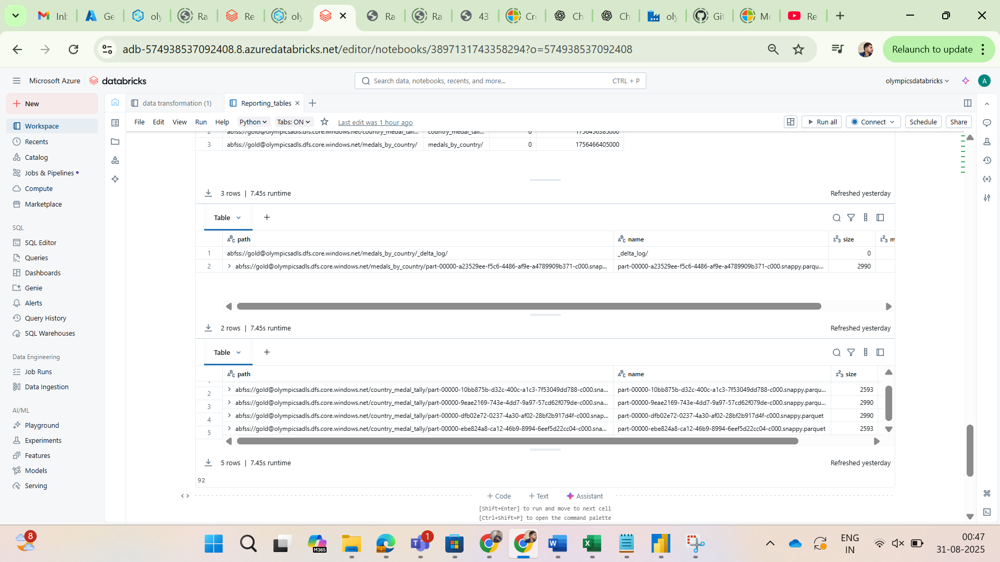 Inb
Ge
oly
Ra
Re
oly
Ra
Ra
43
Cr
Ch
Ch
oly
Git
Mo
Re
adb-574938537092408.8.azuredatabricks.net/editor/notebooks/3897131743358294?o=574938537092408
Relaunch to update
Microsoft Azure
databricks
Search data, notebooks, recents, and more...
CTRL + P
olympicsdatabricks
A
New
Workspace
Recents
Catalog
Jobs & Pipelines
Compute
Marketplace
SQL
SQL Editor
Queries
Dashboards
Genie
Alerts
Query History
SQL Warehouses
Data Engineering
Job Runs
Data Ingestion
AI/ML
Playground
Experiments
Features
Models
Serving
data transformation (1)
Reporting_tables
File Edit View Run Help Python Tabs: ON Last edit was 1 hour ago
Run all Connect Schedule Share
2 abfss://gold@olympicsadls.dfs.core.windows.net/country_medal_tall... country_medal_tall... 0 1756456585000
3 abfss://gold@olympicsadls.dfs.core.windows.net/medals_by_country/ medals_by_country/ 0 1756466405000
3 rows | 7.45s runtime Refreshed yesterday
Table
path name size m
1 abfss://gold@olympicsadls.dfs.core.windows.net/medals_by_country/_delta_log/ _delta_log/ 0
2 abfss://gold@olympicsadls.dfs.core.windows.net/medals_by_country/part-00000-a23529ee-f5c6-4486-af9e-a4789909b371-c000.snap... part-00000-a23529ee-f5c6-4486-af9e-a4789909b371-c000.snappy.parqu... 2990
2 rows | 7.45s runtime Refreshed yesterday
Table
path name size
2 abfss://gold@olympicsadls.dfs.core.windows.net/country_medal_tally/part-00000-10bb875b-d32c-400c-a1c3-7f53049dd788-c000.sna... part-00000-10bb875b-d32c-400c-a1c3-7f53049dd788-c000.snappy.parqu... 2593
3 abfss://gold@olympicsadls.dfs.core.windows.net/country_medal_tally/part-00000-9eae2169-743e-4dd7-9a97-57cd62f079de-c000.sna... part-00000-9eae2169-743e-4dd7-9a97-57cd62f079de-c000.snappy.parqu... 2990
4 abfss://gold@olympicsadls.dfs.core.windows.net/country_medal_tally/part-00000-dfb02e72-0237-4a30-af02-28bf2b917d4f-c000.snap... part-00000-dfb02e72-0237-4a30-af02-28bf2b917d4f-c000.snappy.parquet 2990
5 abfss://gold@olympicsadls.dfs.core.windows.net/country_medal_tally/part-00000-ebe824a8-ca12-46b9-8994-6eef5d22cc04-c000.sna... part-00000-ebe824a8-ca12-46b9-8994-6eef5d22cc04-c000.snappy.parquet 2593
5 rows | 7.45s runtime Refreshed yesterday
92
Code Text Assistant
[Shift+Enter] to run and move to next cell
[Ctrl+Shift+P] to open the command palette
8
M365
1
ENG
IN
00:47
31-08-2025